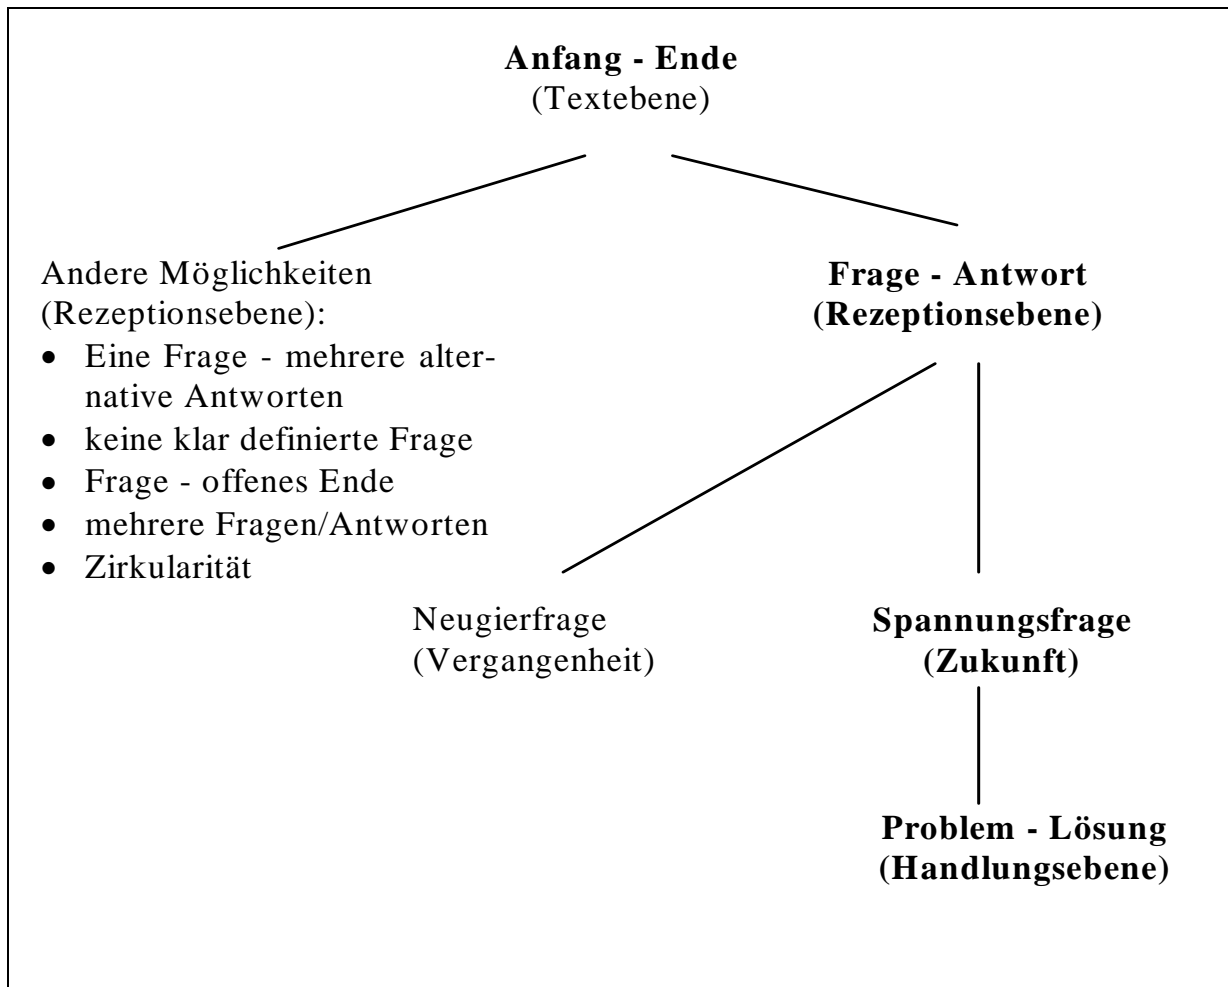 Anfang - Ende
(Textebene)
Andere Möglichkeiten
(Rezeptionsebene):
• Eine Frage - mehrere alter-
native Antworten
• keine klar definierte Frage
• Frage - offenes Ende
• mehrere Fragen/Antworten
• Zirkularität
Frage - Antwort
(Rezeptionsebene)
Neugierfrage
(Vergangenheit)
Spannungsfrage
(Zukunft)
Problem - Lösung
(Handlungsebene)